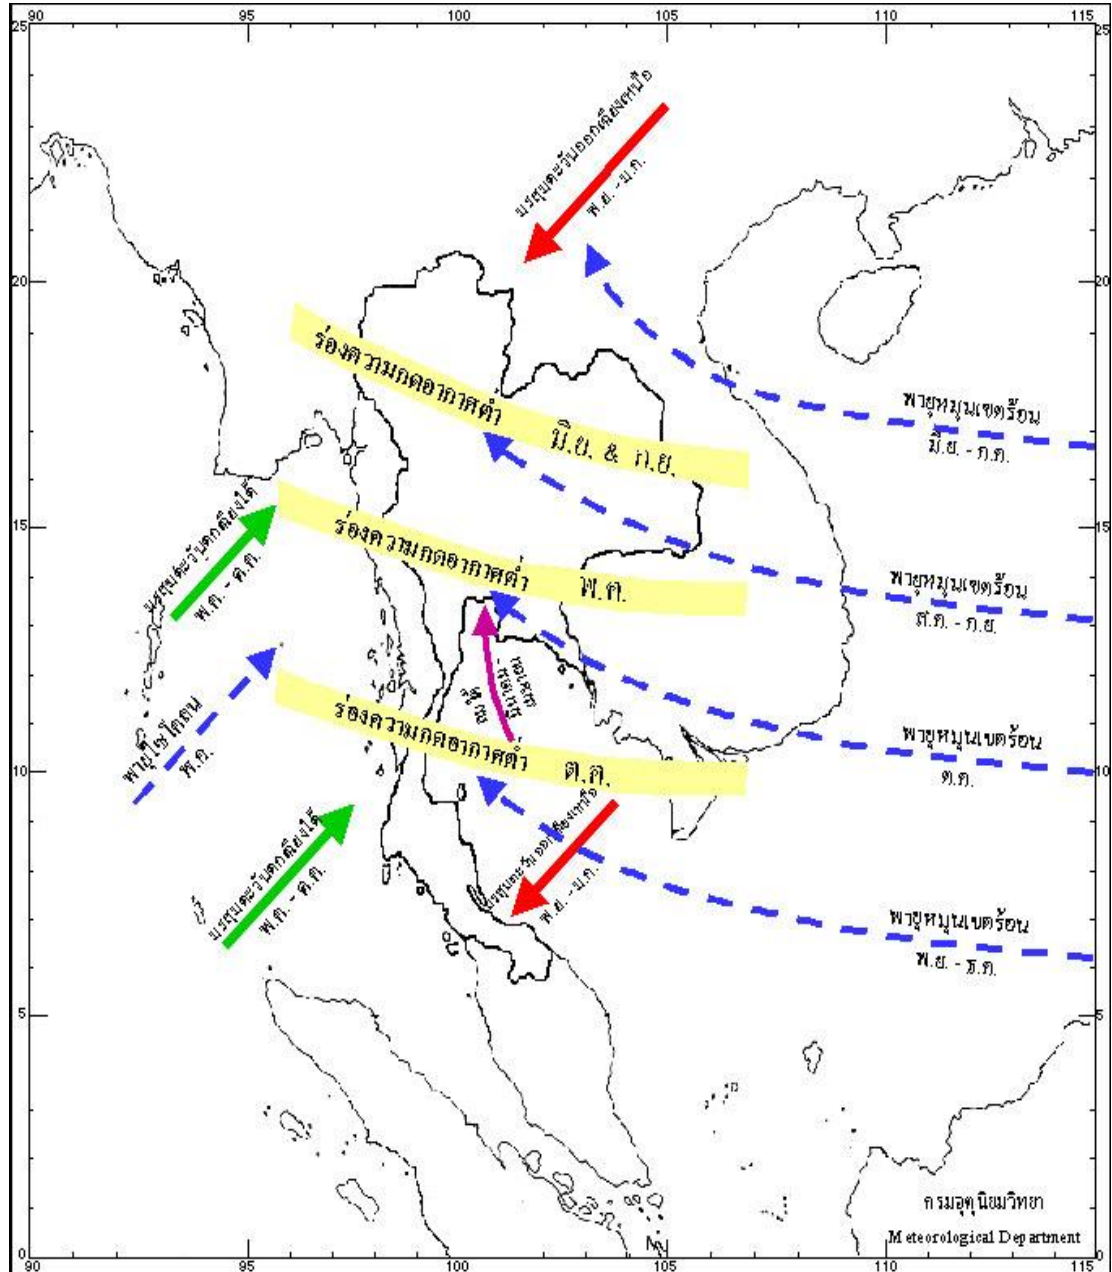 90 95 100 105 110 115
25 25
มรสุมตะวันออกเฉียงเหนือ
พ.ย. - ม.ค.
20 20
ร่องความกดอากาศต่ำ มิ.ย. & ก.ย.
พายุหมุนเขตร้อน
มิ.ย. - ก.ค.
มรสุมตะวันตกเฉียงใต้
พ.ค. - ต.ค.
15 15
ร่องความกดอากาศต่ำ พ.ค.
พายุหมุนเขตร้อน
ส.ค. - ก.ย.
พายุไซโคลน
พ.ค.
ร่องความกดอากาศต่ำ ต.ค.
พายุหมุนเขตร้อน
ต.ค.
10 10
มรสุมตะวันตกเฉียงใต้
พ.ค. - ต.ค.
มรสุมตะวันออกเฉียงเหนือ
พ.ย. - ม.ค.
พายุหมุนเขตร้อน
พ.ย. - ธ.ค.
5 5
กรมอุตุนิยมวิทยา
Meteorological Department
0 0
90 95 100 105 110 115